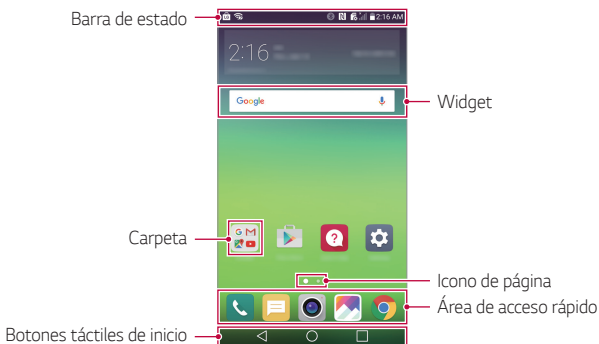 Barra de estado
2:16 AM
2:16
Google
Widget
Carpeta
Icono de página
Área de acceso rápido
Botones táctiles de inicio